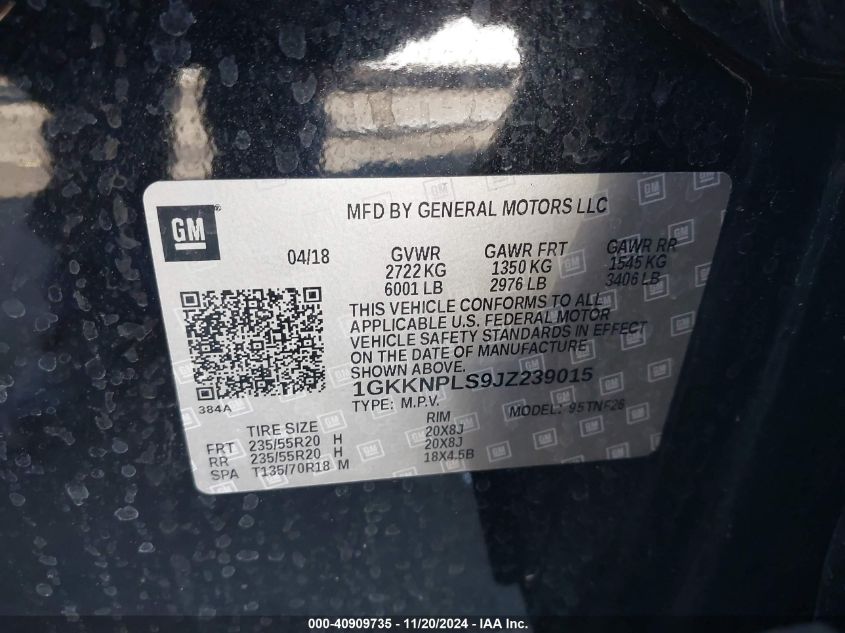 GM
MFD BY GENERAL MOTORS LLC
04/18
GVWR GAWR FRT GAWR RR
2722 KG 1350 KG 1545 KG
6001 LB 2976 LB 3406 LB
THIS VEHICLE CONFORMS TO ALL
APPLICABLE U.S. FEDERAL MOTOR
VEHICLE SAFETY STANDARDS IN EFFECT
ON THE DATE OF MANUFACTURE
SHOWN ABOVE.
1GKKNPLS9JZ239015
384A
TYPE: M.P.V. MODEL: 95TNF26
TIRE SIZE RIM
FRT 235/55R20 H 20X8J
RR 235/55R20 H 20X8J
SPA T135/70R18 M 18X4.5B
000-40909735 - 11/20/2024 - IAA Inc.